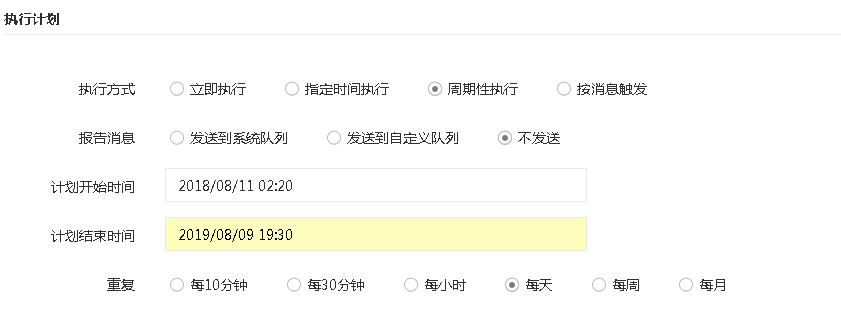 执行计划
执行方式 立即执行 指定时间执行 周期性执行 按消息触发
报告消息 发送到系统队列 发送到自定义队列 不发送
计划开始时间 2018/08/11 02:20
计划结束时间 2019/08/09 19:30
重复 每10分钟 每30分钟 每小时 每天 每周 每月